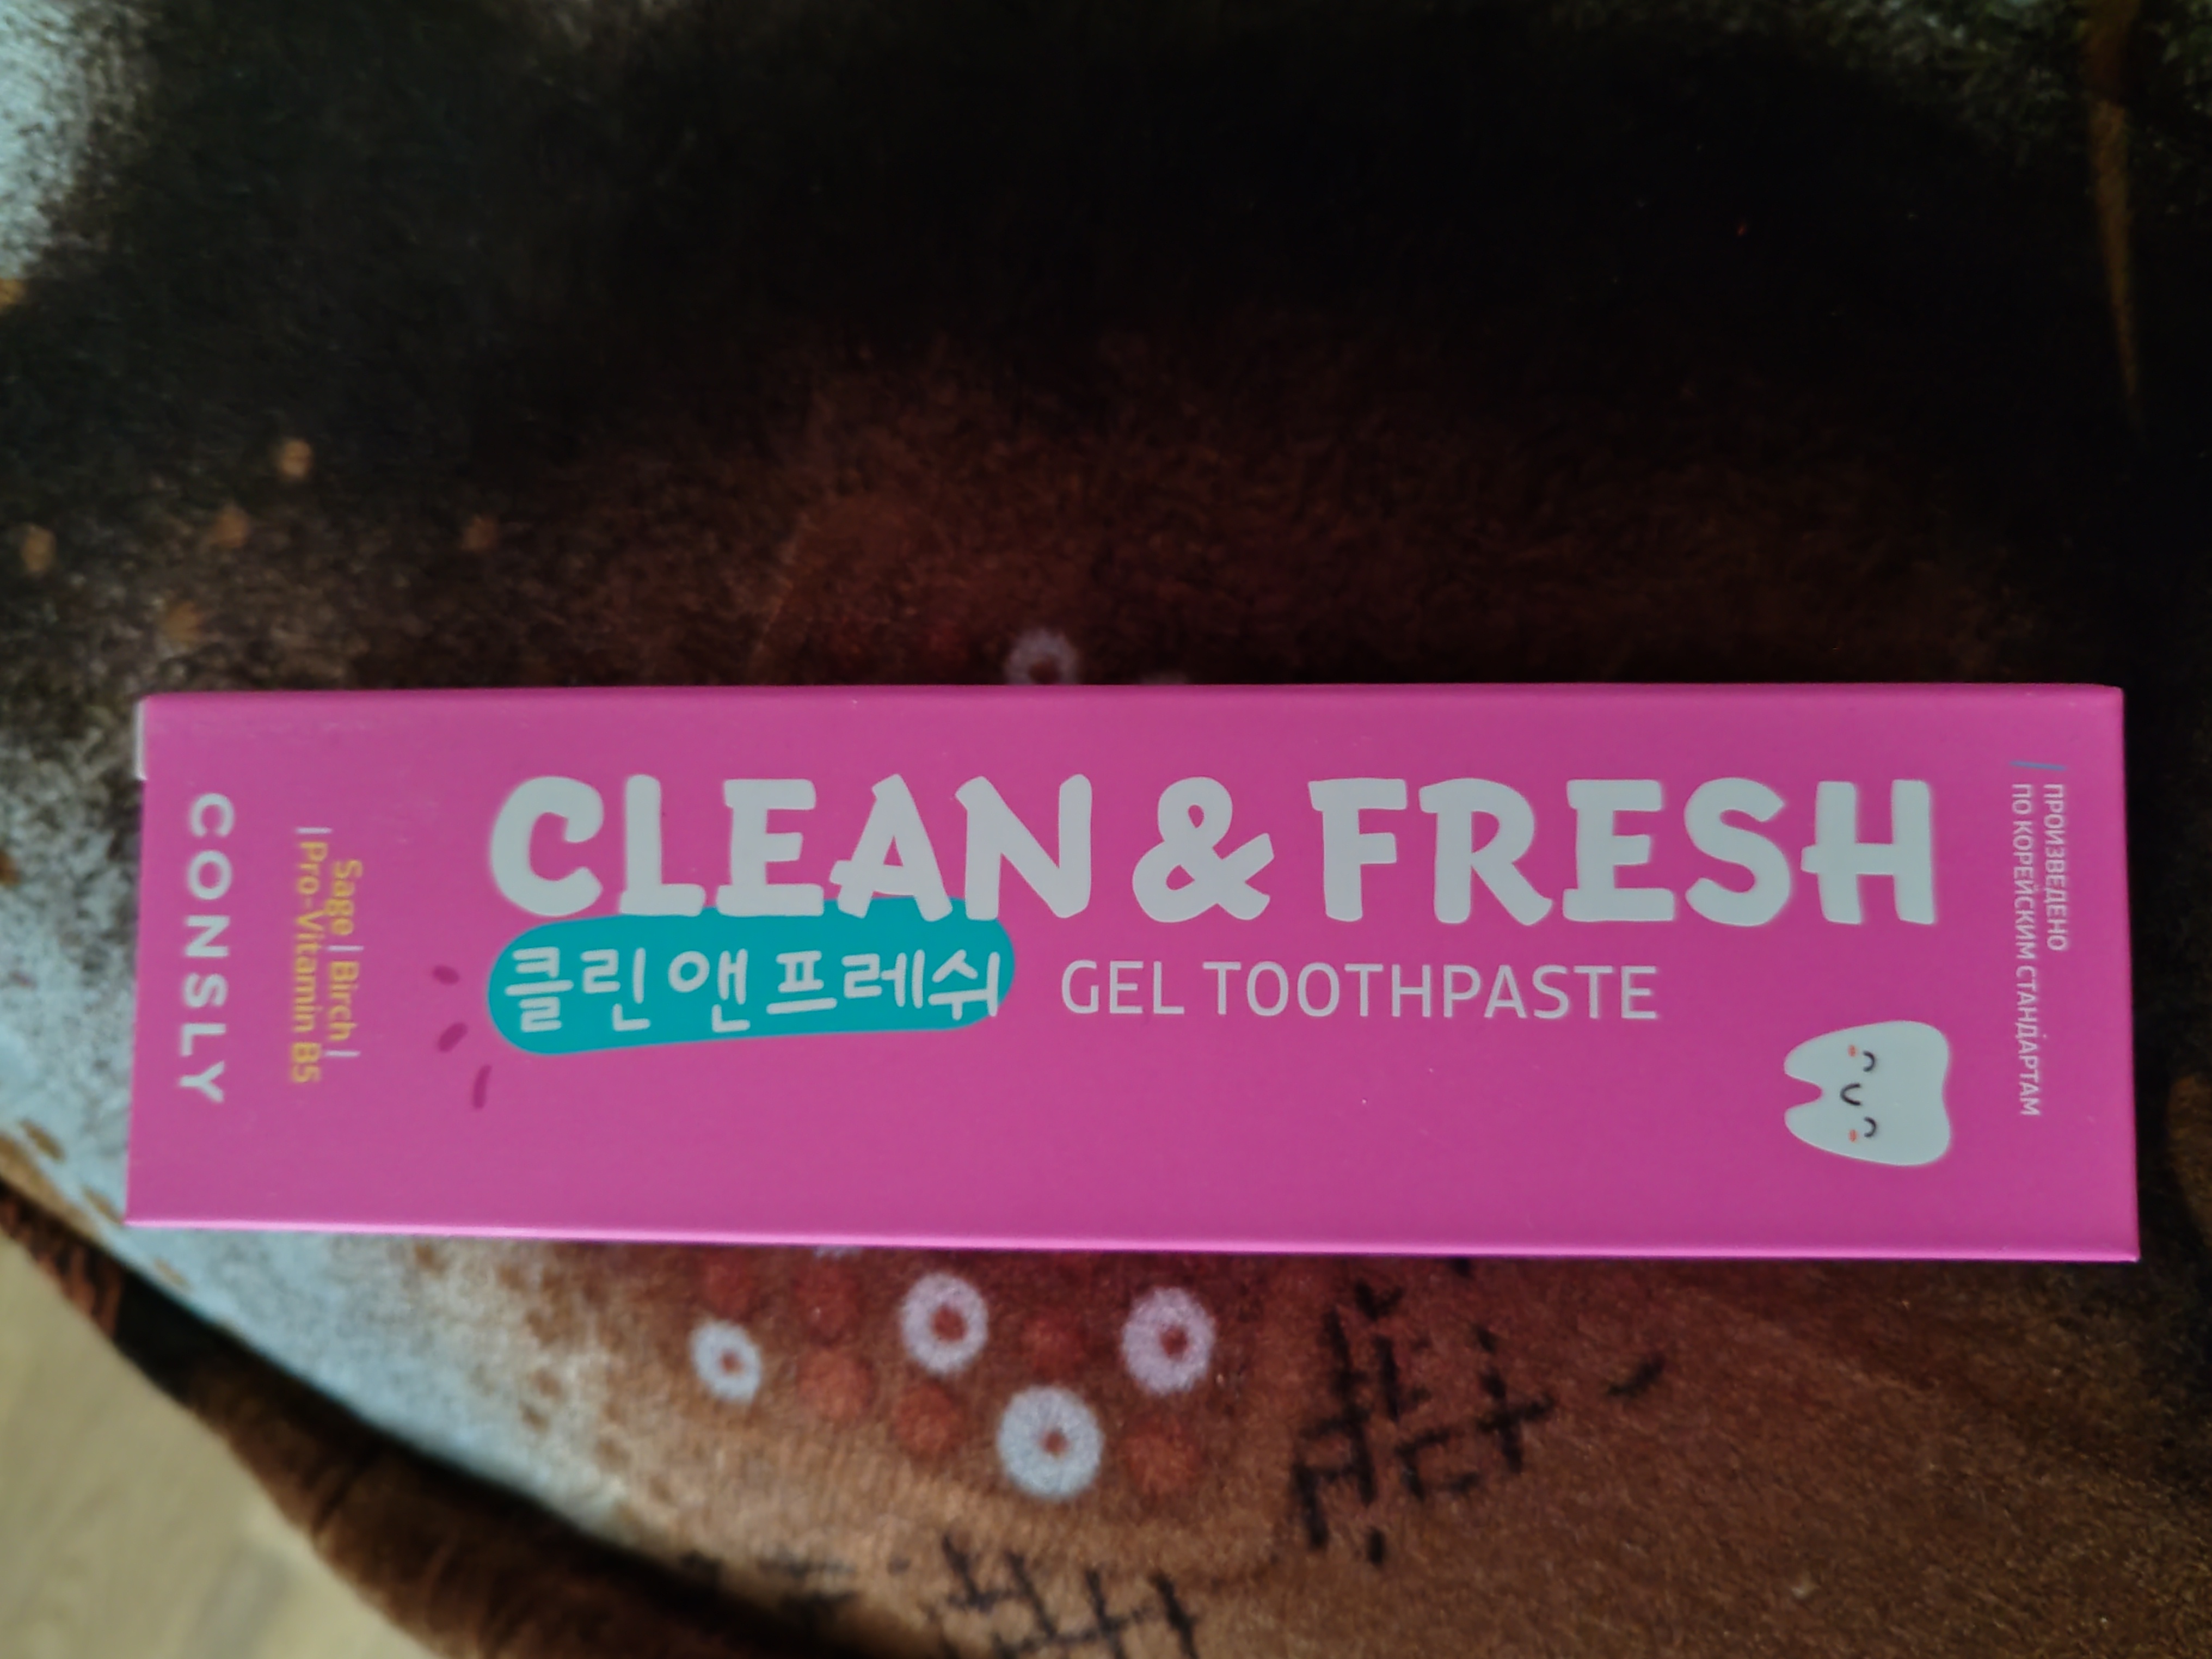 CONSLY
Sage | Birch |
| Pro-Vitamin B5
CLEAN & FRESH
클린 앤 프레쉬
GEL TOOTHPASTE
ПРОИЗВЕДЕНО
ПО КОРЕЙСКИМ СТАНДАРТАМ